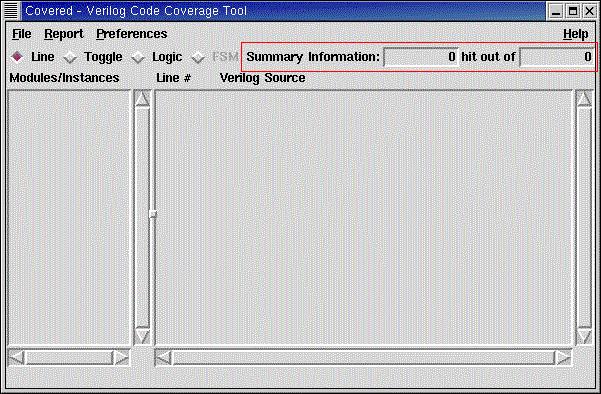 Covered - Verilog Code Coverage Tool
File Report Preferences Help
Line Toggle Logic FSM Summary Information: 0 hit out of 0
Modules/Instances Line # Verilog Source